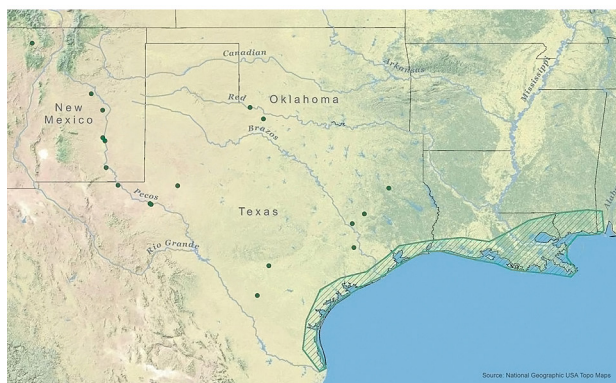 Canadian
Arkansas
Mississippi
New
Mexico
Red
Oklahoma
Brazos
Pecos
Texas
Rio Grande
Source: National Geographic USA Topo Maps